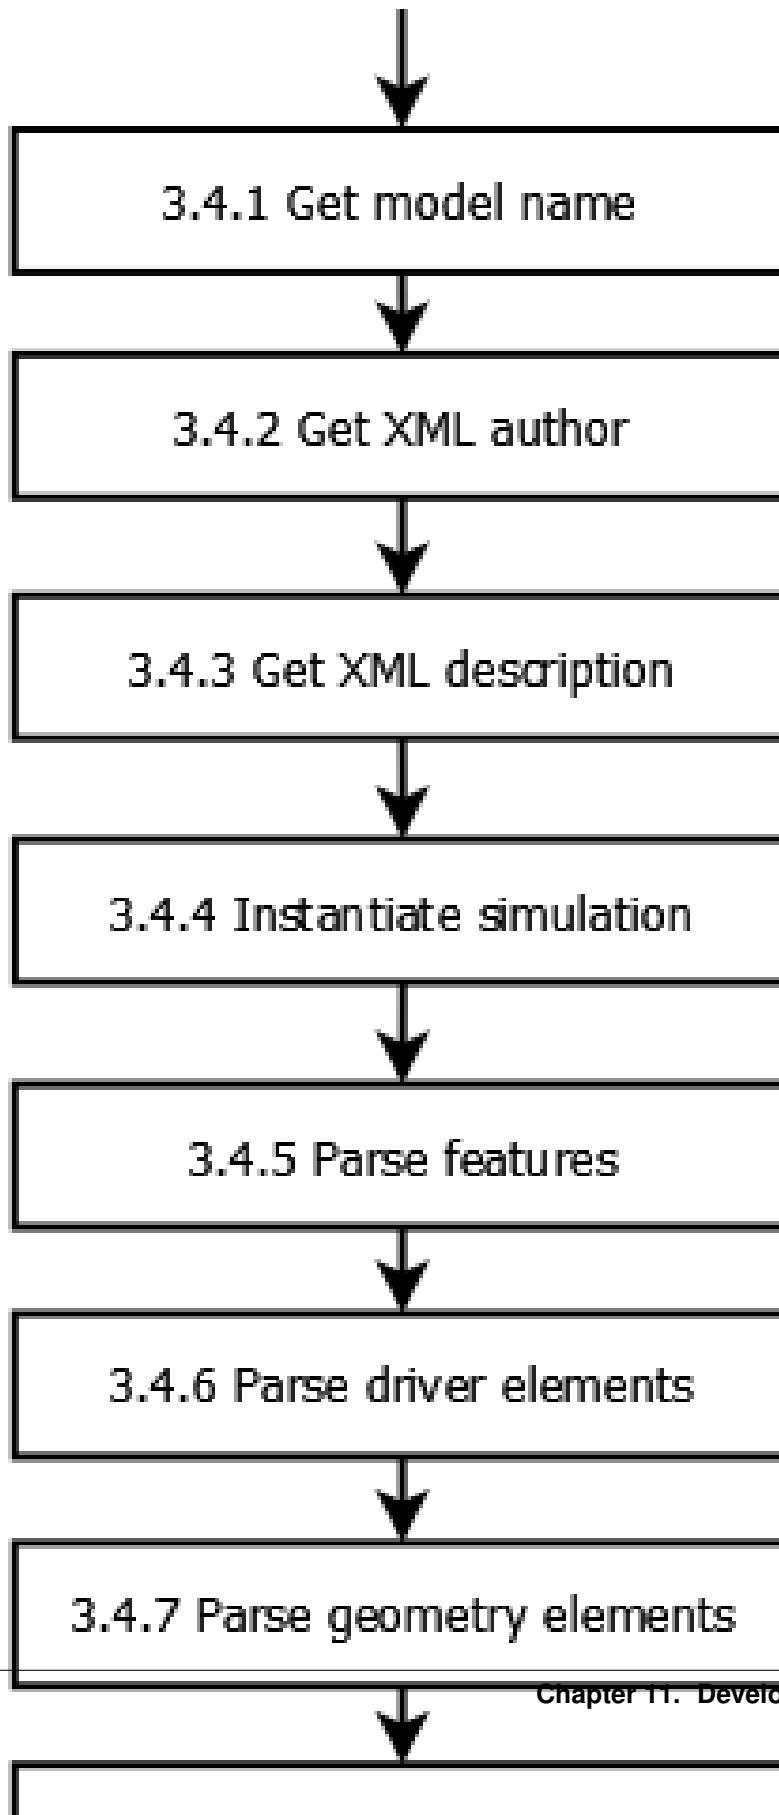 3.4.1 Get model name
3.4.2 Get XML author
3.4.3 Get XML description
3.4.4 Instantiate simulation
3.4.5 Parse features
3.4.6 Parse driver elements
3.4.7 Parse geometry elements
Chapter 11. Develo